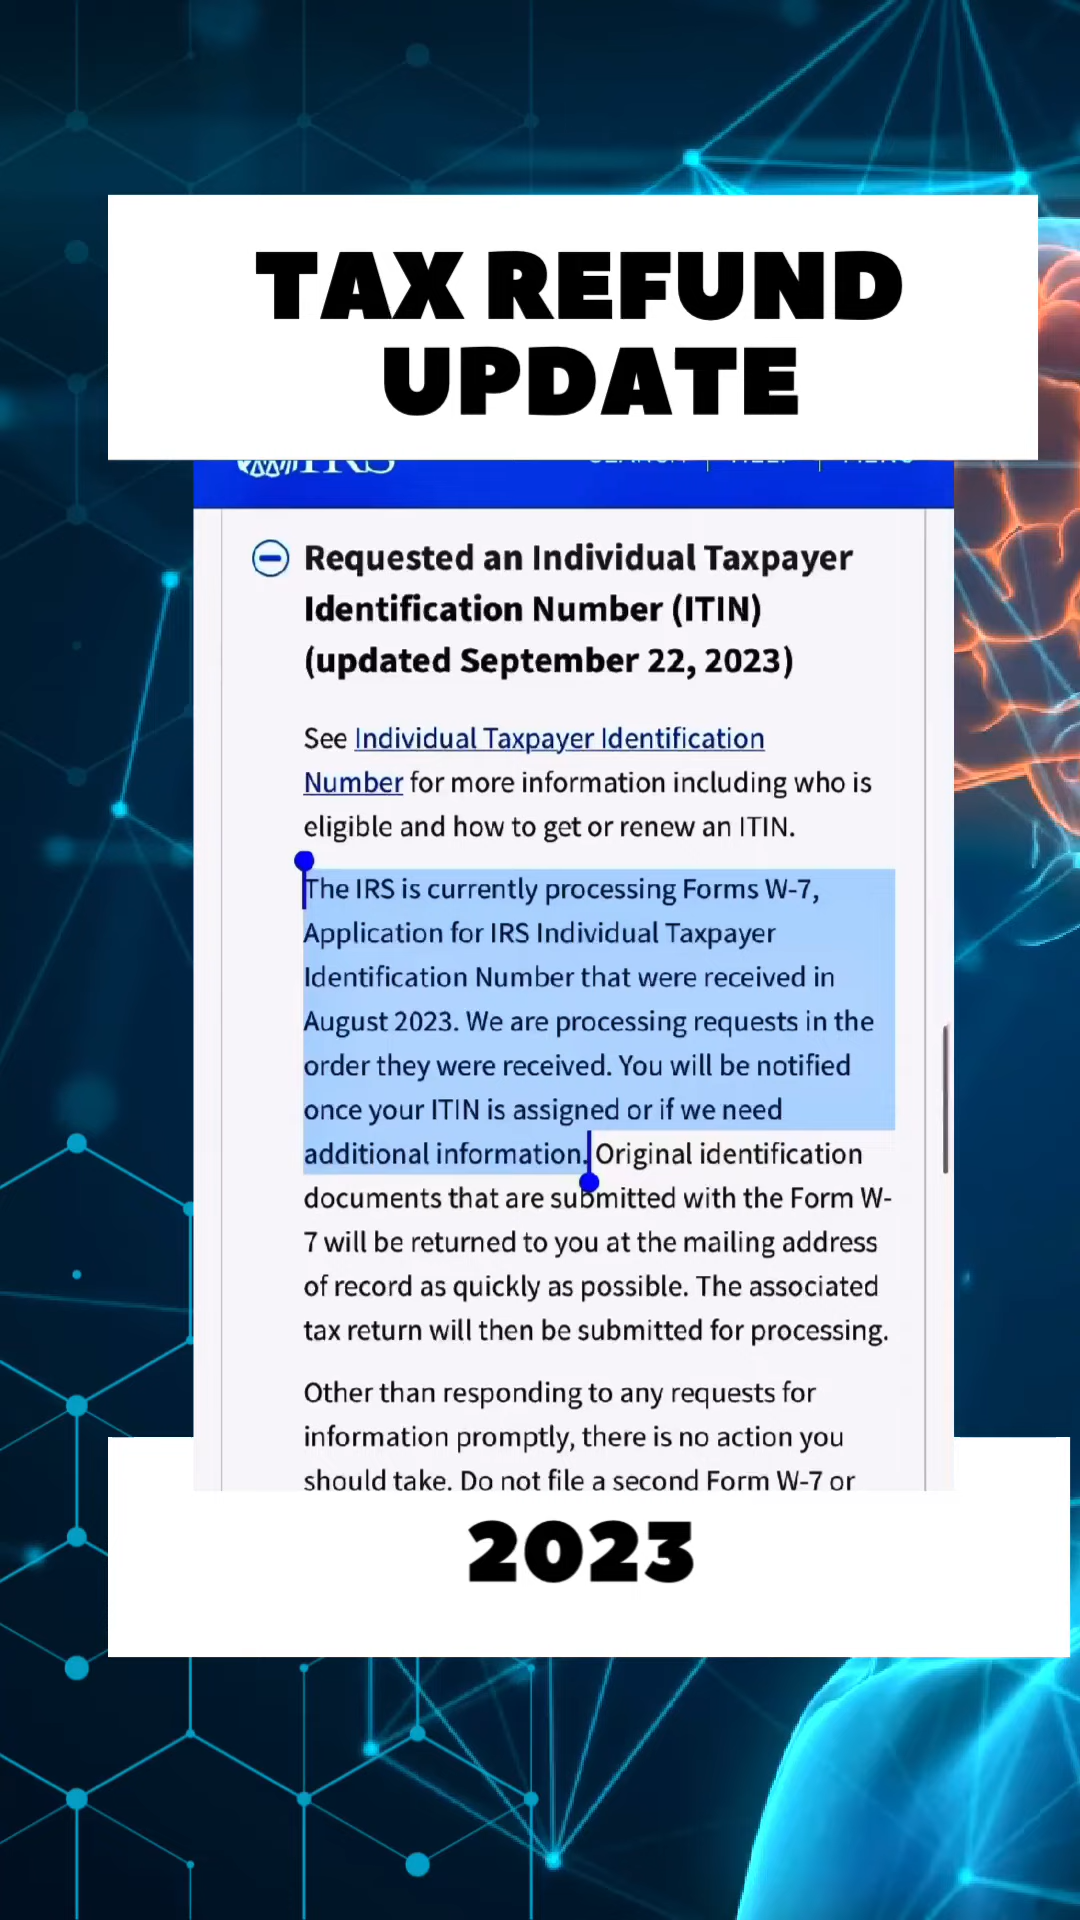 TAX REFUND
UPDATE
IRS
Requested an Individual Taxpayer
Identification Number (ITIN)
(updated September 22, 2023)
See Individual Taxpayer Identification
Number for more information including who is
eligible and how to get or renew an ITIN.
The IRS is currently processing Forms W-7,
Application for IRS Individual Taxpayer
Identification Number that were received in
August 2023. We are processing requests in the
order they were received. You will be notified
once your ITIN is assigned or if we need
additional information. Original identification
documents that are submitted with the Form W-
7 will be returned to you at the mailing address
of record as quickly as possible. The associated
tax return will then be submitted for processing.
Other than responding to any requests for
information promptly, there is no action you
should take. Do not file a second Form W-7 or
2023